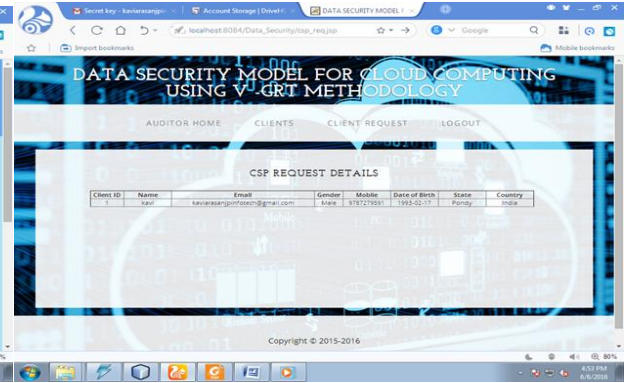 Secret key - kaviarasanjpin
Account Storage | DriveH
DATA SECURITY MODEL F
localhost:8084/Data_Security/csp_req.jsp
Google
Import bookmarks
Mobile bookmarks
DATA SECURITY MODEL FOR CLOUD COMPUTING
USING V-GRT METHODOLOGY
AUDITOR HOME CLIENTS CLIENT REQUEST LOGOUT
CSP REQUEST DETAILS
Client ID Name Email Gender Moblie Date of Birth State Country
1 kavi kaviarasanjpinfotech@gmail.com Male 9787279591 1993-02-17 Pondy India
Copyright © 2015-2016
80%
4:53 PM
6/6/2016